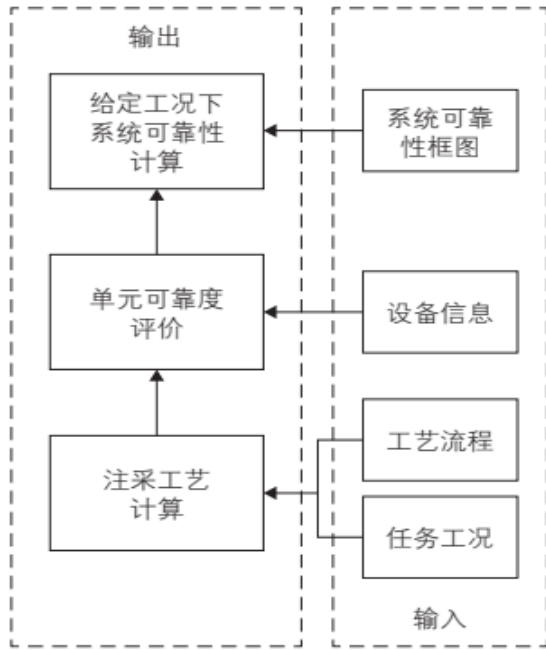 输出
给定工况下
系统可靠性
计算
系统可靠
性框图
单元可靠度
评价
设备信息
注采工艺
计算
工艺流程
任务工况
输入